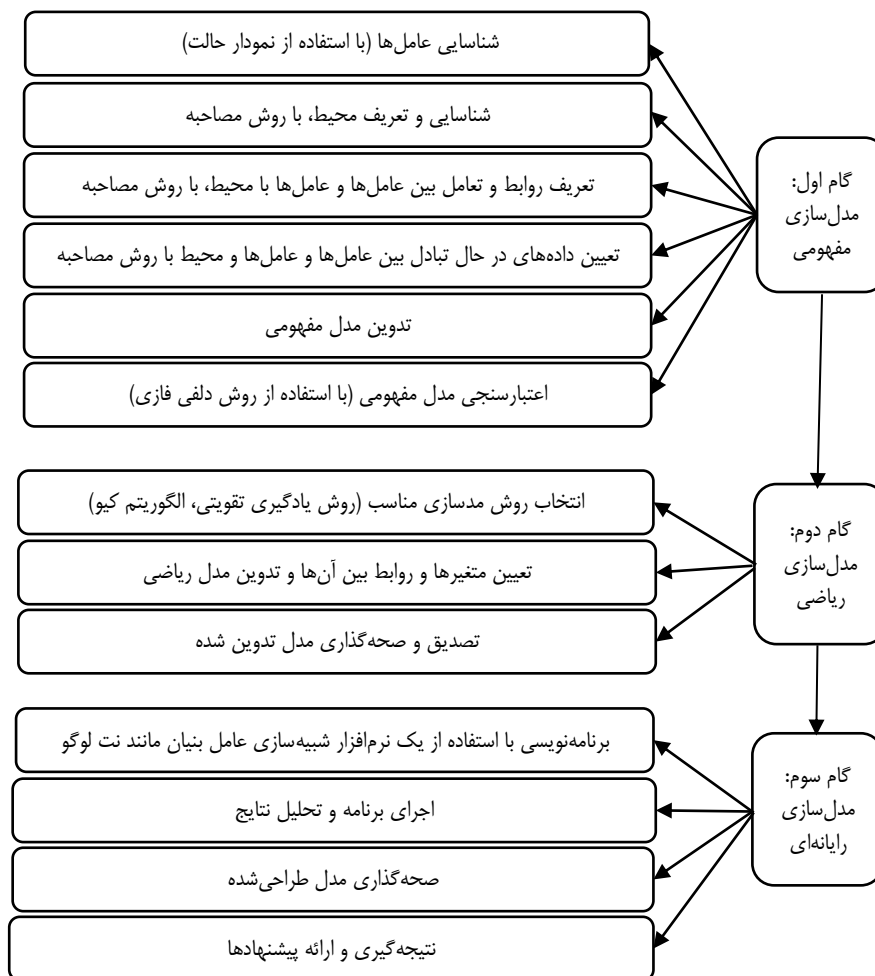 گام اول:
مدل‌سازی
مفهومی
شناسایی عامل‌ها (با استفاده از نمودار حالت)
شناسایی و تعریف محیط، با روش مصاحبه
تعریف روابط و تعامل بین عامل‌ها و عامل‌ها با محیط، با روش مصاحبه
تعیین داده‌های در حال تبادل بین عامل‌ها و عامل‌ها و محیط با روش مصاحبه
تدوین مدل مفهومی
اعتبارسنجی مدل مفهومی (با استفاده از روش دلفی فازی)
گام دوم:
مدل‌سازی
ریاضی
انتخاب روش مدسازی مناسب (روش یادگیری تقویتی، الگوریتم کیو)
تعیین متغیرها و روابط بین آن‌ها و تدوین مدل ریاضی
تصدیق و صحه‌گذاری مدل تدوین شده
گام سوم:
مدل‌سازی
رایانه‌ای
برنامه‌نویسی با استفاده از یک نرم‌افزار شبیه‌سازی عامل بنیان مانند نت لوگو
اجرای برنامه و تحلیل نتایج
صحه‌گذاری مدل طراحی‌شده
نتیجه‌گیری و ارائه پیشنهادها